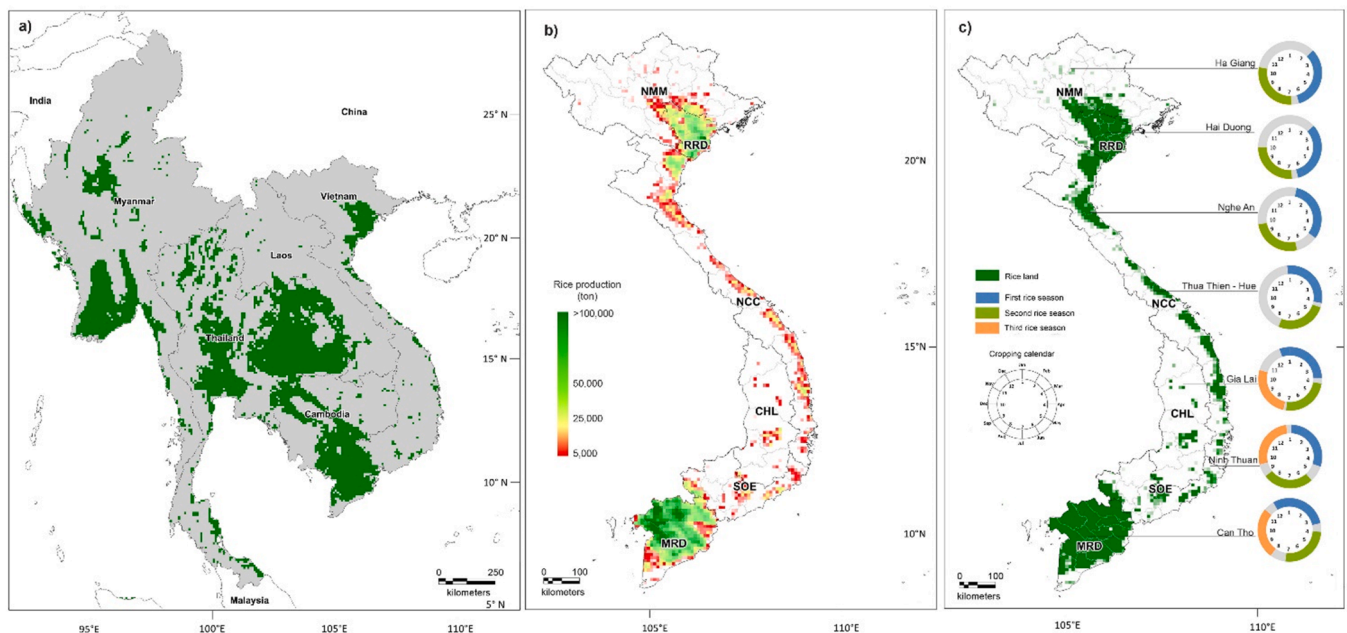 a)
India
China
25° N
Myanmar
Vietnam
20°N
Laos
Thailand
15°N
Cambodia
10°N
0 250
kilometers
Malaysia
5° N
95°E 100°E 105°E 110°E
b)
NMM
RRD
20°N
Rice production
(ton)
>100,000
50,000
25,000
5,000
NCC
15°N
CHL
SOE
MRD
10°N
0 100
kilometers
105°E 110°E
c)
Ha Giang
NMM
Hai Duong
RRD
Nghe An
Rice land
First rice season
Second rice season
Third rice season
Thua Thien - Hue
NCC
Cropping calendar
Gia Lai
CHL
Ninh Thuan
SOE
Can Tho
MRD
0 100
kilometers
105°E 110°E